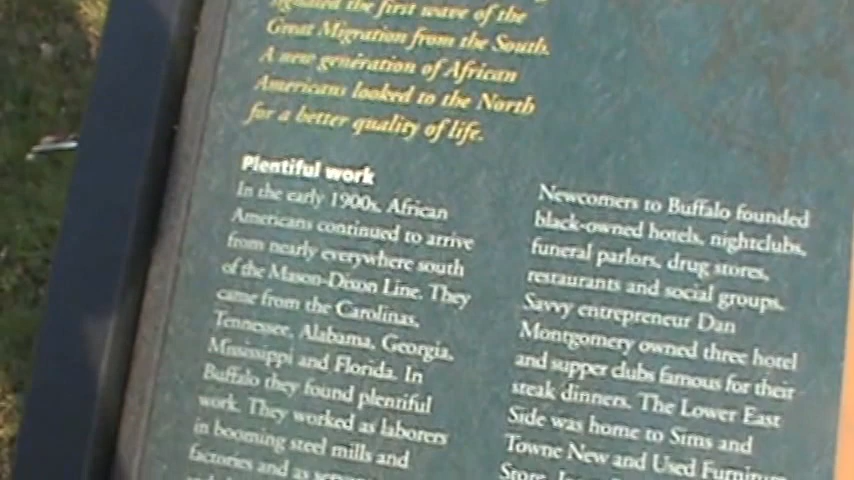 ignited the first wave of the
Great Migration from the South.
A new generation of African
Americans looked to the North
for a better quality of life.
Plentiful work
In the early 1900s, African
Americans continued to arrive
from nearly everywhere south
of the Mason-Dixon Line. They
came from the Carolinas,
Tennessee, Alabama, Georgia,
Mississippi and Florida. In
Buffalo they found plentiful
work. They worked as laborers
in booming steel mills and
factories and as
Newcomers to Buffalo founded
black-owned hotels, nightclubs,
funeral parlors, drug stores,
restaurants and social groups.
Savvy entrepreneur Dan
Montgomery owned three hotel
and supper clubs famous for their
steak dinners. The Lower East
Side was home to Sims and
Towne New and Used Furniture
Store,